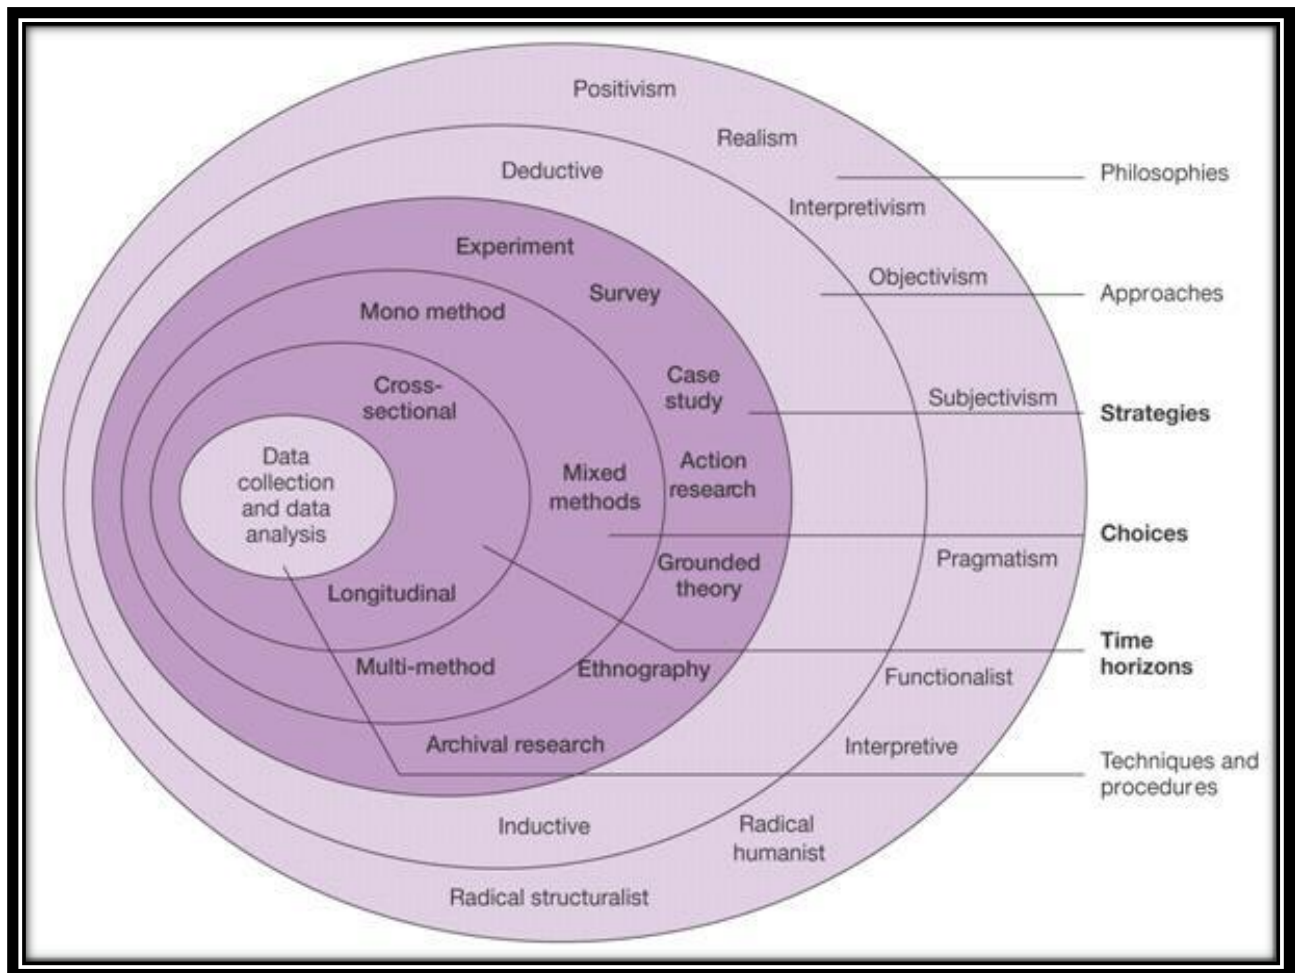 Positivism
Realism
Philosophies
Deductive
Interpretivism
Experiment
Objectivism
Survey
Approaches
Mono method
Case
study
Cross-
sectional
Subjectivism
Strategies
Data
collection
and data
analysis
Mixed
methods
Action
research
Choices
Pragmatism
Grounded
theory
Longitudinal
Time
horizons
Multi-method
Ethnography
Functionalist
Archival research
Interpretive
Techniques and
procedures
Inductive
Radical
humanist
Radical structuralist